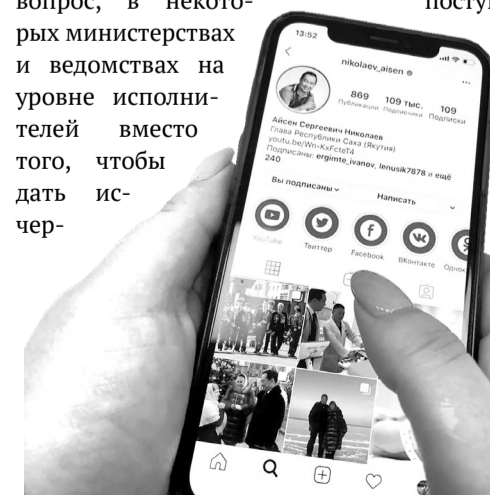 вопрос, в некото-
рых министерствах
и ведомствах на
уровне исполни-
телей вместо
того, чтобы
дать ис-
чер-
13:52
nikolaev_aisen
869 109 тыс. 109
Публикации Подписчики Подписки
Айсен Сергеевич Николаев
Глава Республики Саха (Якутия)
youtu.be/Wn-KxFcteT4
Подписаны: ergimte_ivanov, lenusik7878 и ещё
240
Вы подписаны Написать
YouTube Твиттер Facebook ВКонтакте Однок